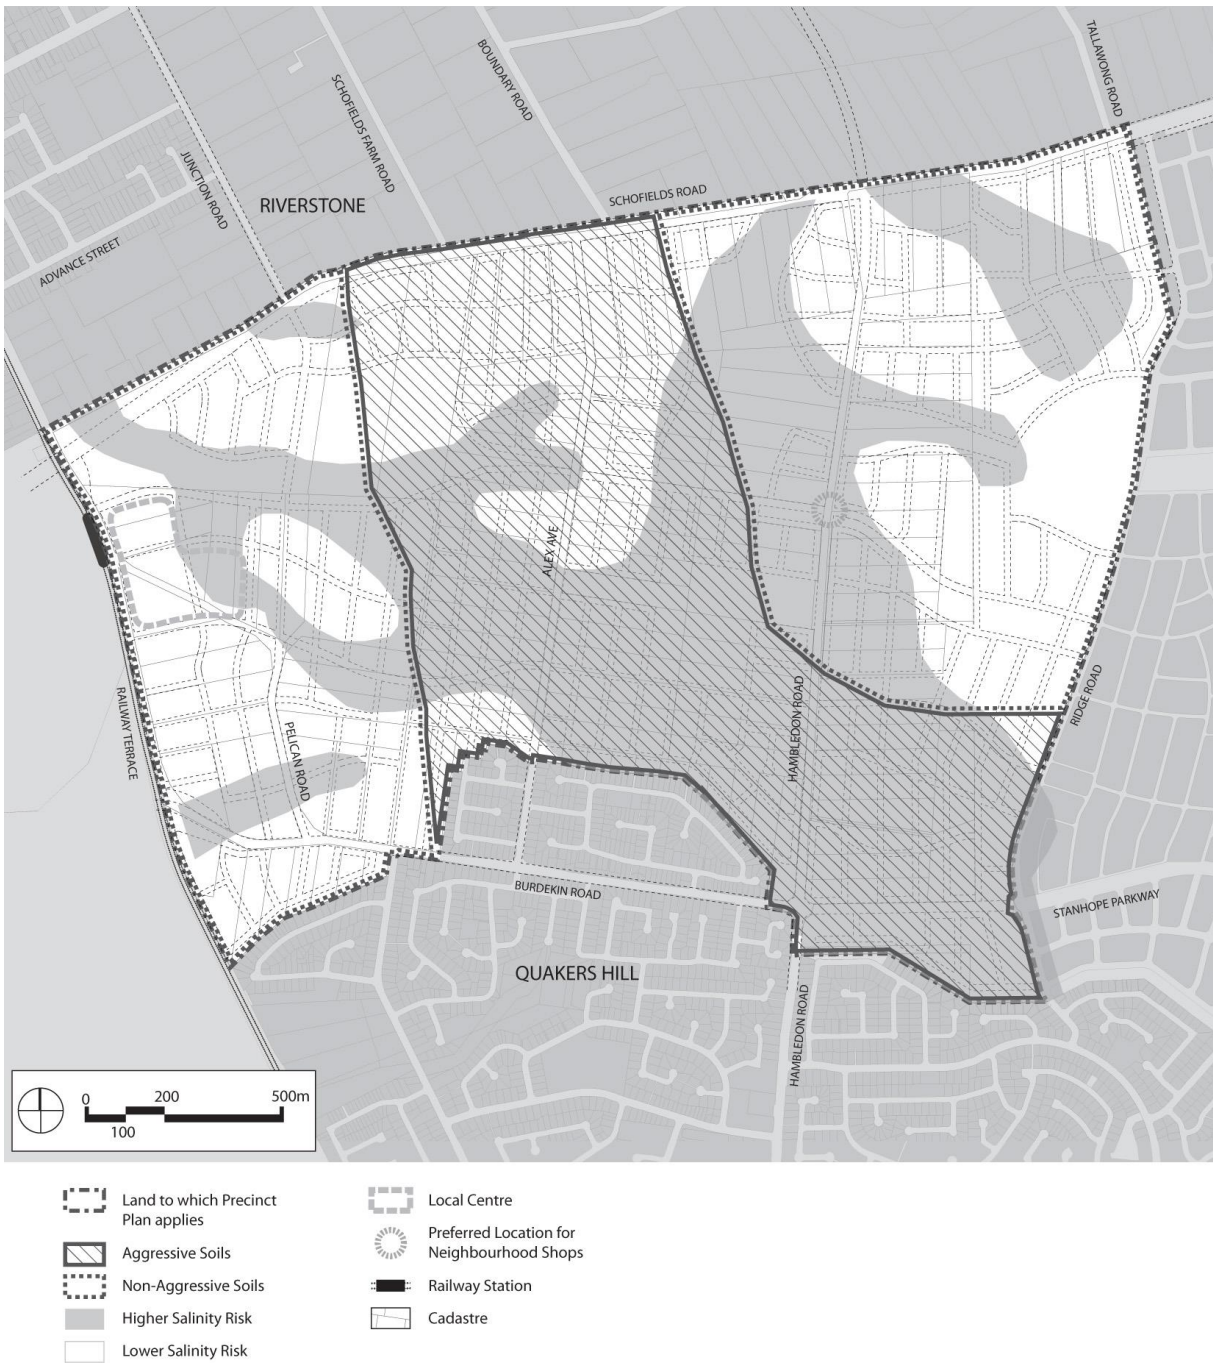 TALLAWONG ROAD
BOUNDARY ROAD
SCHOFIELDS FARM ROAD
JUNCTION ROAD
RIVERSTONE
SCHOFIELDS ROAD
ADVANCE STREET
ALEX AVE
RIDGE ROAD
RAILWAY TERRACE
PELICAN ROAD
HAMBLEDON ROAD
BURDEKIN ROAD
STANHOPE PARKWAY
QUAKERS HILL
HAMBLEDON ROAD
0 200 500m
100
Land to which Precinct
Plan applies
Aggressive Soils
Non-Aggressive Soils
Higher Salinity Risk
Lower Salinity Risk
Local Centre
Preferred Location for
Neighbourhood Shops
Railway Station
Cadastre